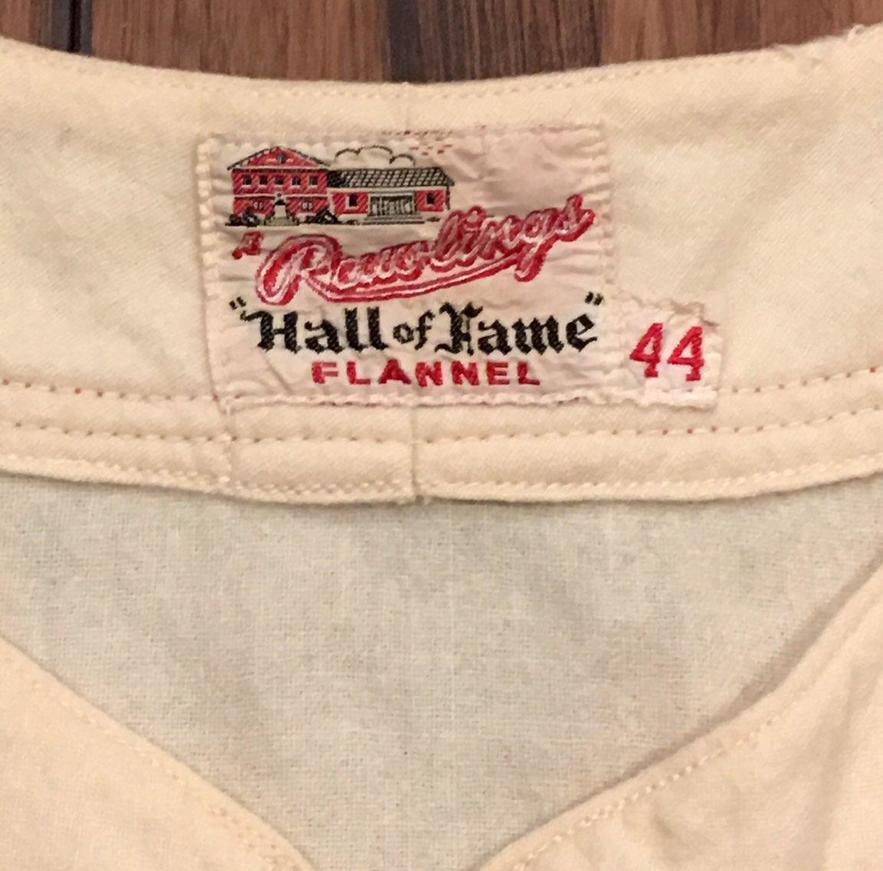 Rawlings
"Hall of Fame"
FLANNEL
44